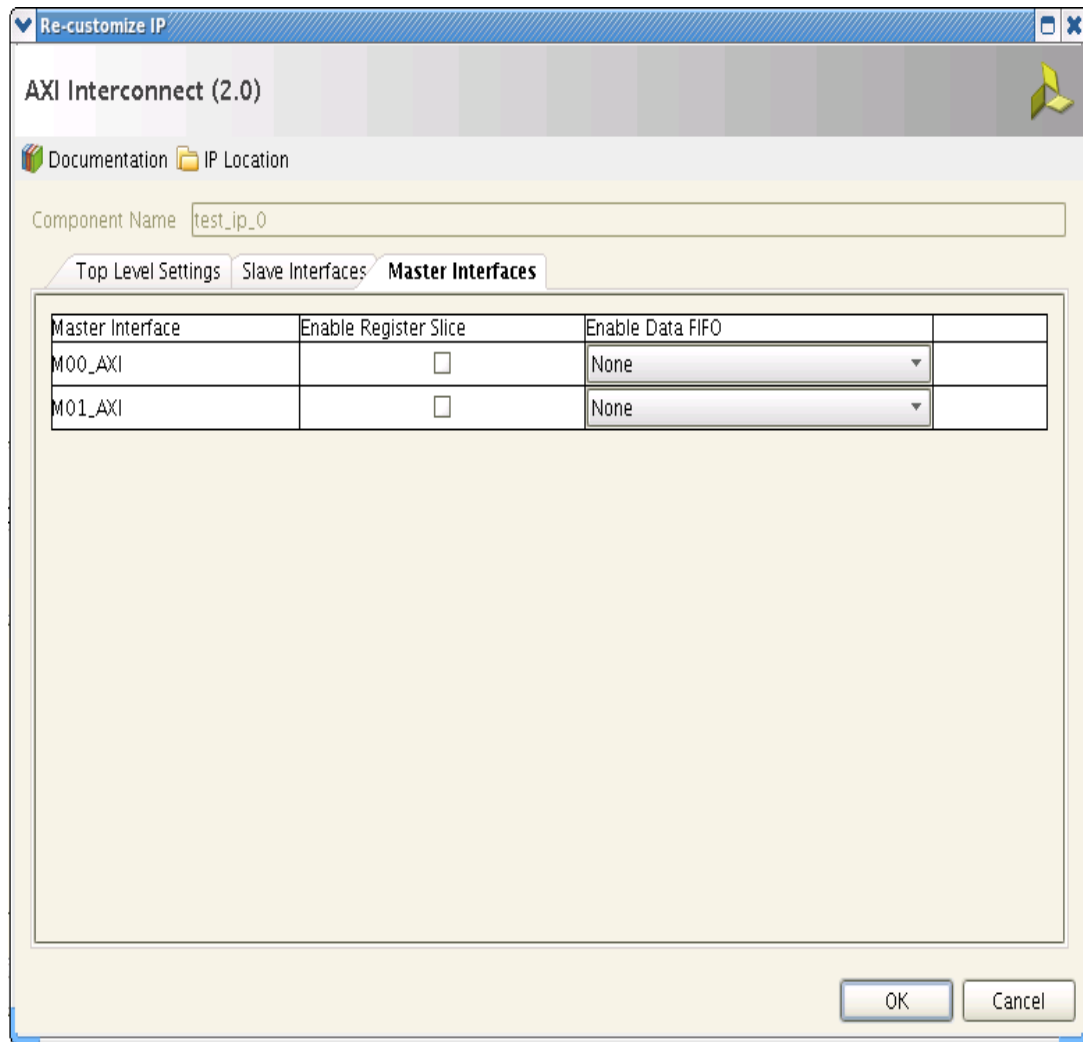 Re-customize IP
AXI Interconnect (2.0)
Documentation IP Location
Component Name test_ip_0
Top Level Settings Slave Interfaces Master Interfaces
Master Interface Enable Register Slice Enable Data FIFO
M00_AXI None
M01_AXI None
OK Cancel